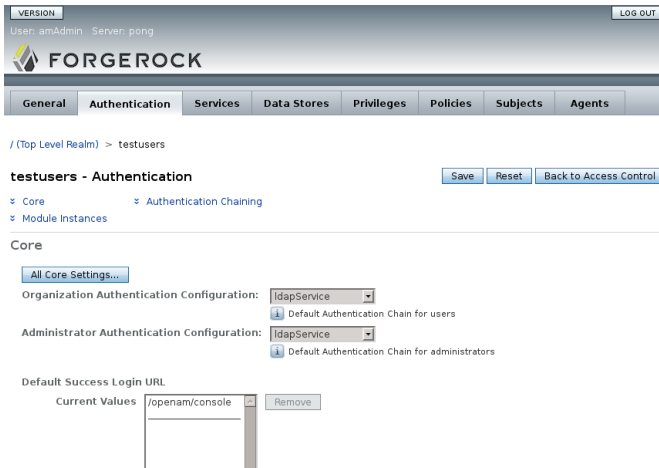 VERSION
LOG OUT
User: amAdmin Server: pong
FORGEROCK
General Authentication Services Data Stores Privileges Policies Subjects Agents
/ (Top Level Realm) > testusers
testusers - Authentication
Save Reset Back to Access Control
Core Authentication Chaining
Module Instances
Core
All Core Settings...
Organization Authentication Configuration: ldapService
i Default Authentication Chain for users
Administrator Authentication Configuration: ldapService
i Default Authentication Chain for administrators
Default Success Login URL
Current Values /openam/console Remove